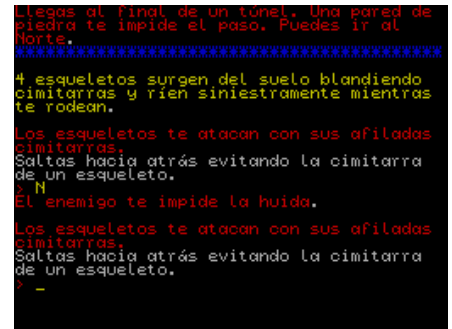 Llegas al final de un túnel. Una pared de
piedra te impide el paso. Puedes ir al
Norte.
******************************************
4 esqueletos surgen del suelo blandiendo
cimitarras y ríen siniestramente mientras
te rodean.
Los esqueletos te atacan con sus afiladas
cimitarras.
Saltas hacia atrás evitando la cimitarra
de un esqueleto.
> N
El enemigo te impide la huida.
Los esqueletos te atacan con sus afiladas
cimitarras.
Saltas hacia atrás evitando la cimitarra
de un esqueleto.
> _